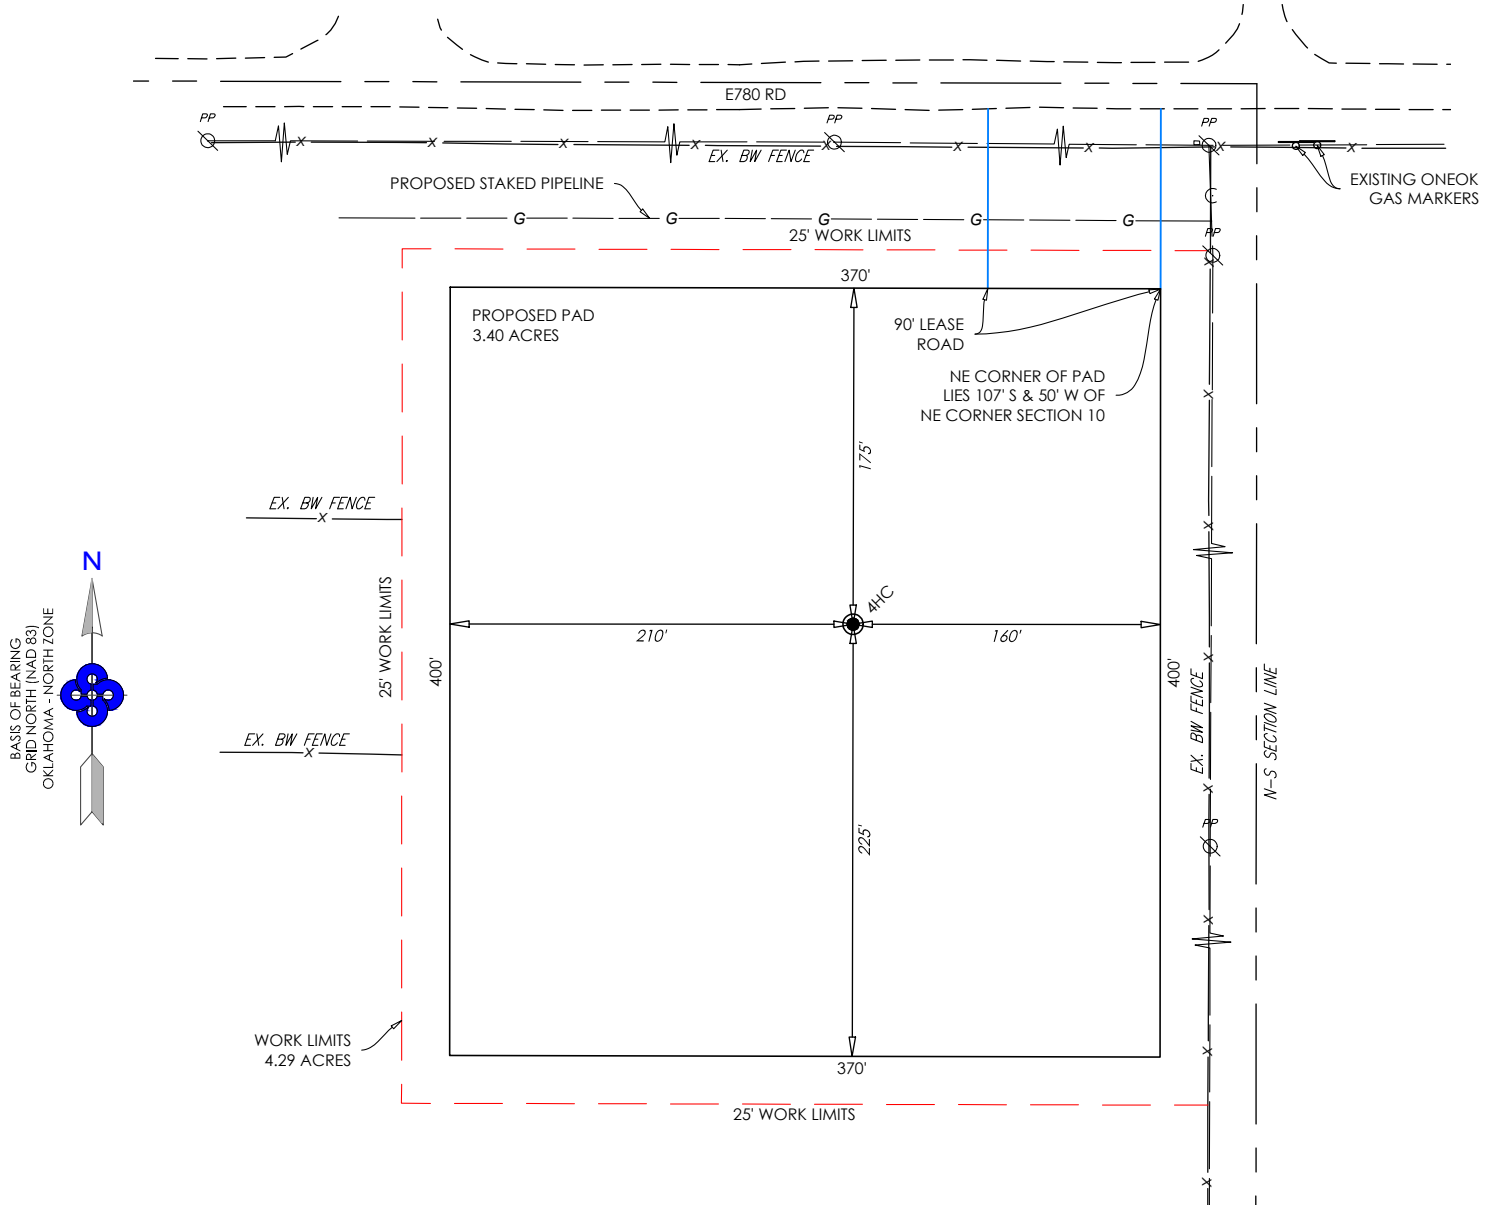 E780 RD
PP
PP
PP
EX. BW FENCE
PROPOSED STAKED PIPELINE
EXISTING ONEOK
GAS MARKERS
G G G G G
PP
25' WORK LIMITS
370'
PROPOSED PAD
3.40 ACRES
90' LEASE
ROAD
NE CORNER OF PAD
LIES 107' S & 50' W OF
NE CORNER SECTION 10
175'
EX. BW FENCE
N
BASIS OF BEARING
GRID NORTH (NAD 83)
OKLAHOMA - NORTH ZONE
25' WORK LIMITS
4HC
210'
160'
400'
400'
EX. BW FENCE
N-S SECTION LINE
EX. BW FENCE
225'
PP
WORK LIMITS
4.29 ACRES
370'
25' WORK LIMITS